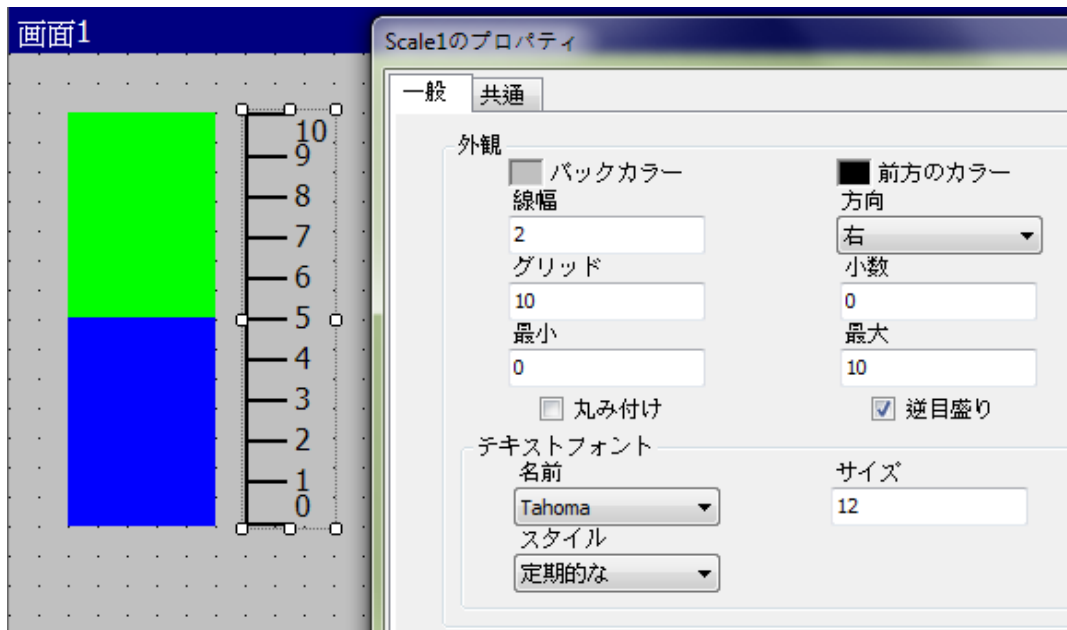 画面1
10
9
8
7
6
5
4
3
2
1
0
Scale1のプロパティ
一般 共通
外観
バックカラー 前方のカラー
線幅 方向
2 右
グリッド 小数
10 0
最小 最大
0 10
丸み付け 逆目盛り
テキストフォント
名前 サイズ
Tahoma 12
スタイル
定期的な